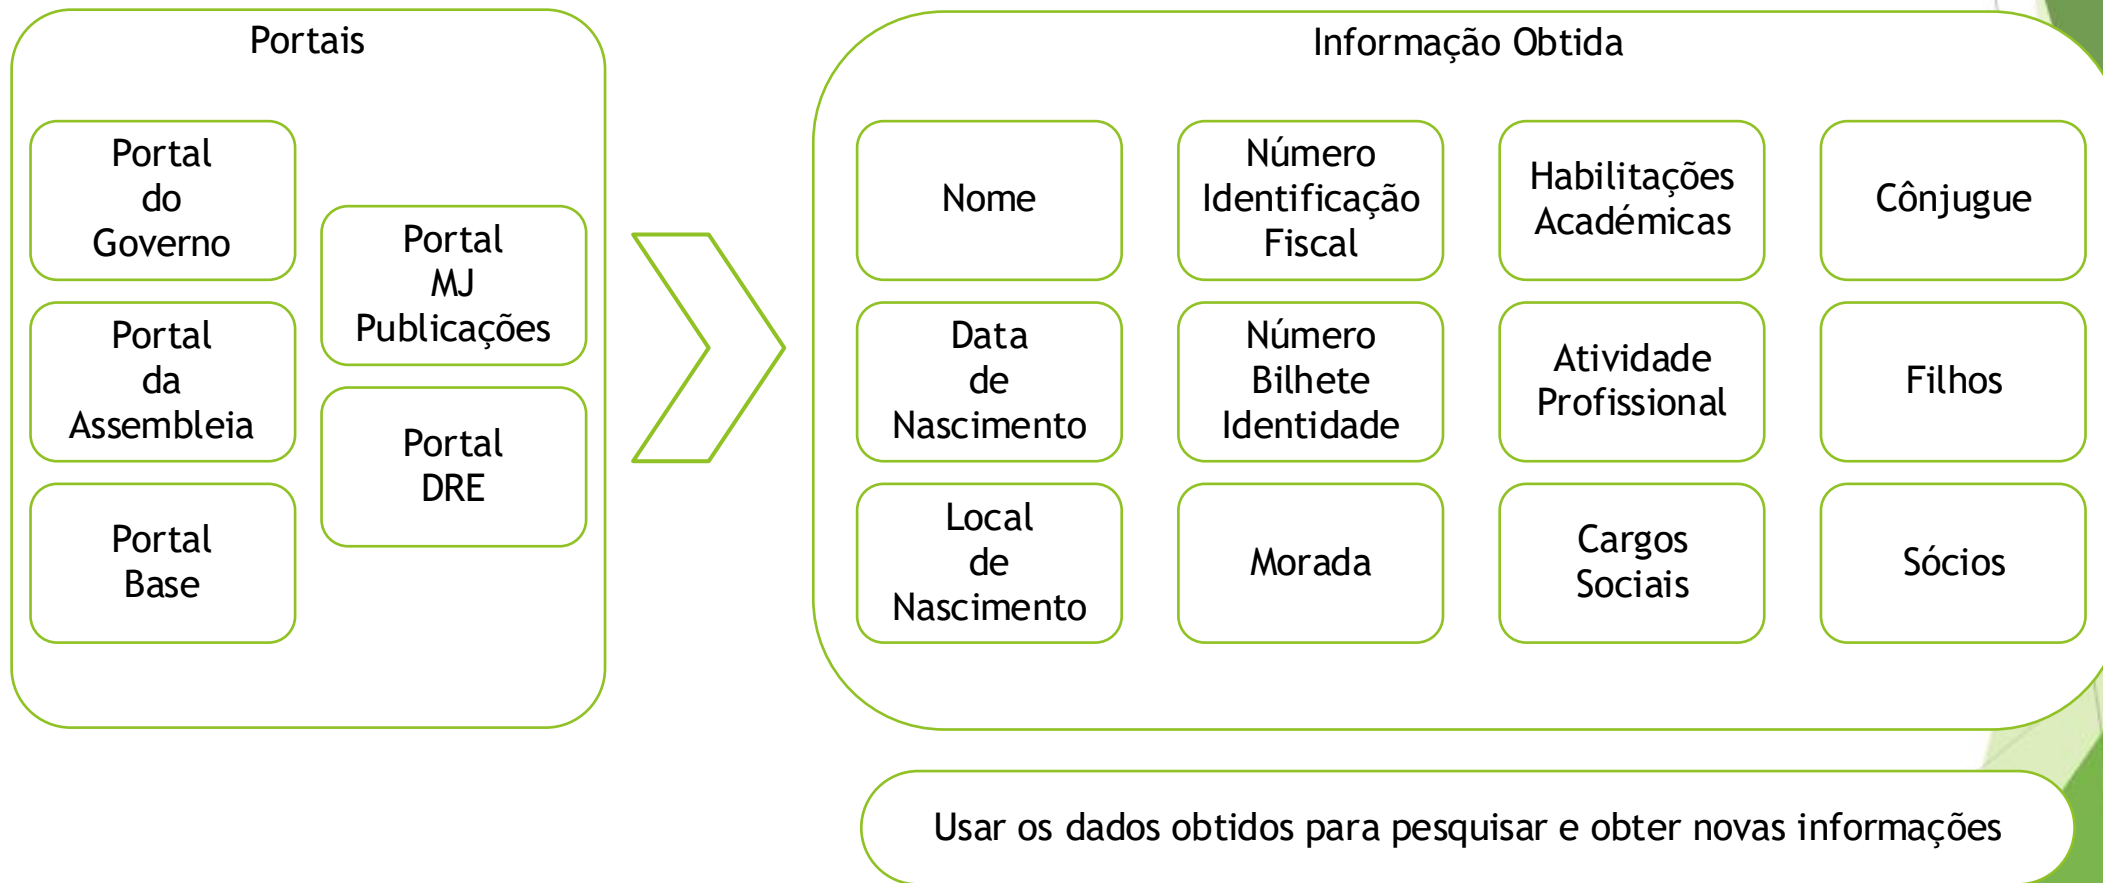 Portais
Portal
do
Governo
Portal
da
Assembleia
Portal
Base
Portal
MJ
Publicações
Portal
DRE
Informação Obtida
Nome
Número
Identificação
Fiscal
Habilitações
Académicas
Cônjugue
Data
de
Nascimento
Número
Bilhete
Identidade
Atividade
Profissional
Filhos
Local
de
Nascimento
Morada
Cargos
Sociais
Sócios
Usar os dados obtidos para pesquisar e obter novas informações